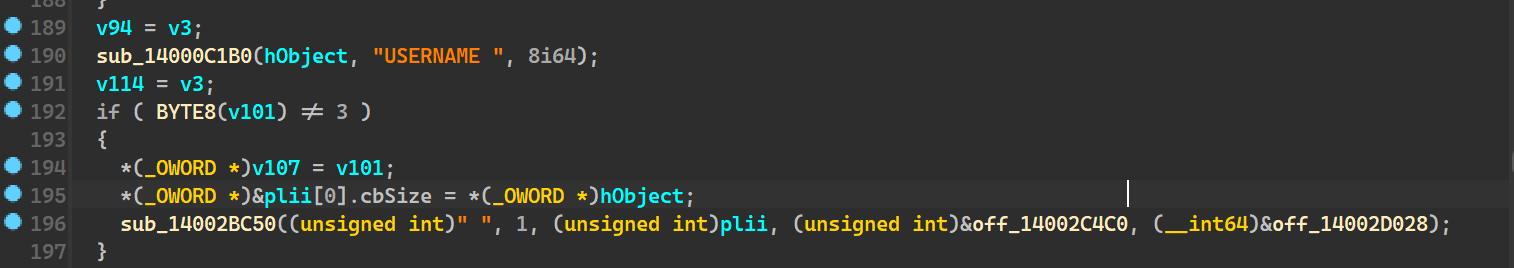 188 }
189 v94 = v3;
190 sub_14000C1B0(hObject, "USERNAME ", 8i64);
191 v114 = v3;
192 if ( BYTE8(v101) ≠ 3 )
193 {
194 *(_OWORD *)v107 = v101;
195 *(_OWORD *)&plii[0].cbSize = *(_OWORD *)hObject;
196 sub_14002BC50((unsigned int)" ", 1, (unsigned int)plii, (unsigned int)&off_14002C4C0, (__int64)&off_14002D028);
197 }